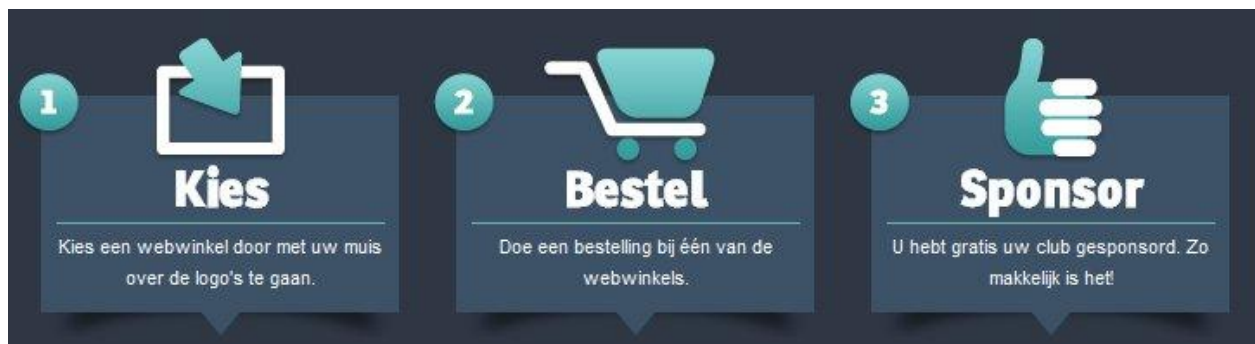 1
Kies
Kies een webwinkel door met uw muis
over de logo's te gaan.
2
Bestel
Doe een bestelling bij één van de
webwinkels.
3
Sponsor
U hebt gratis uw club gesponsord. Zo
makkelijk is het!